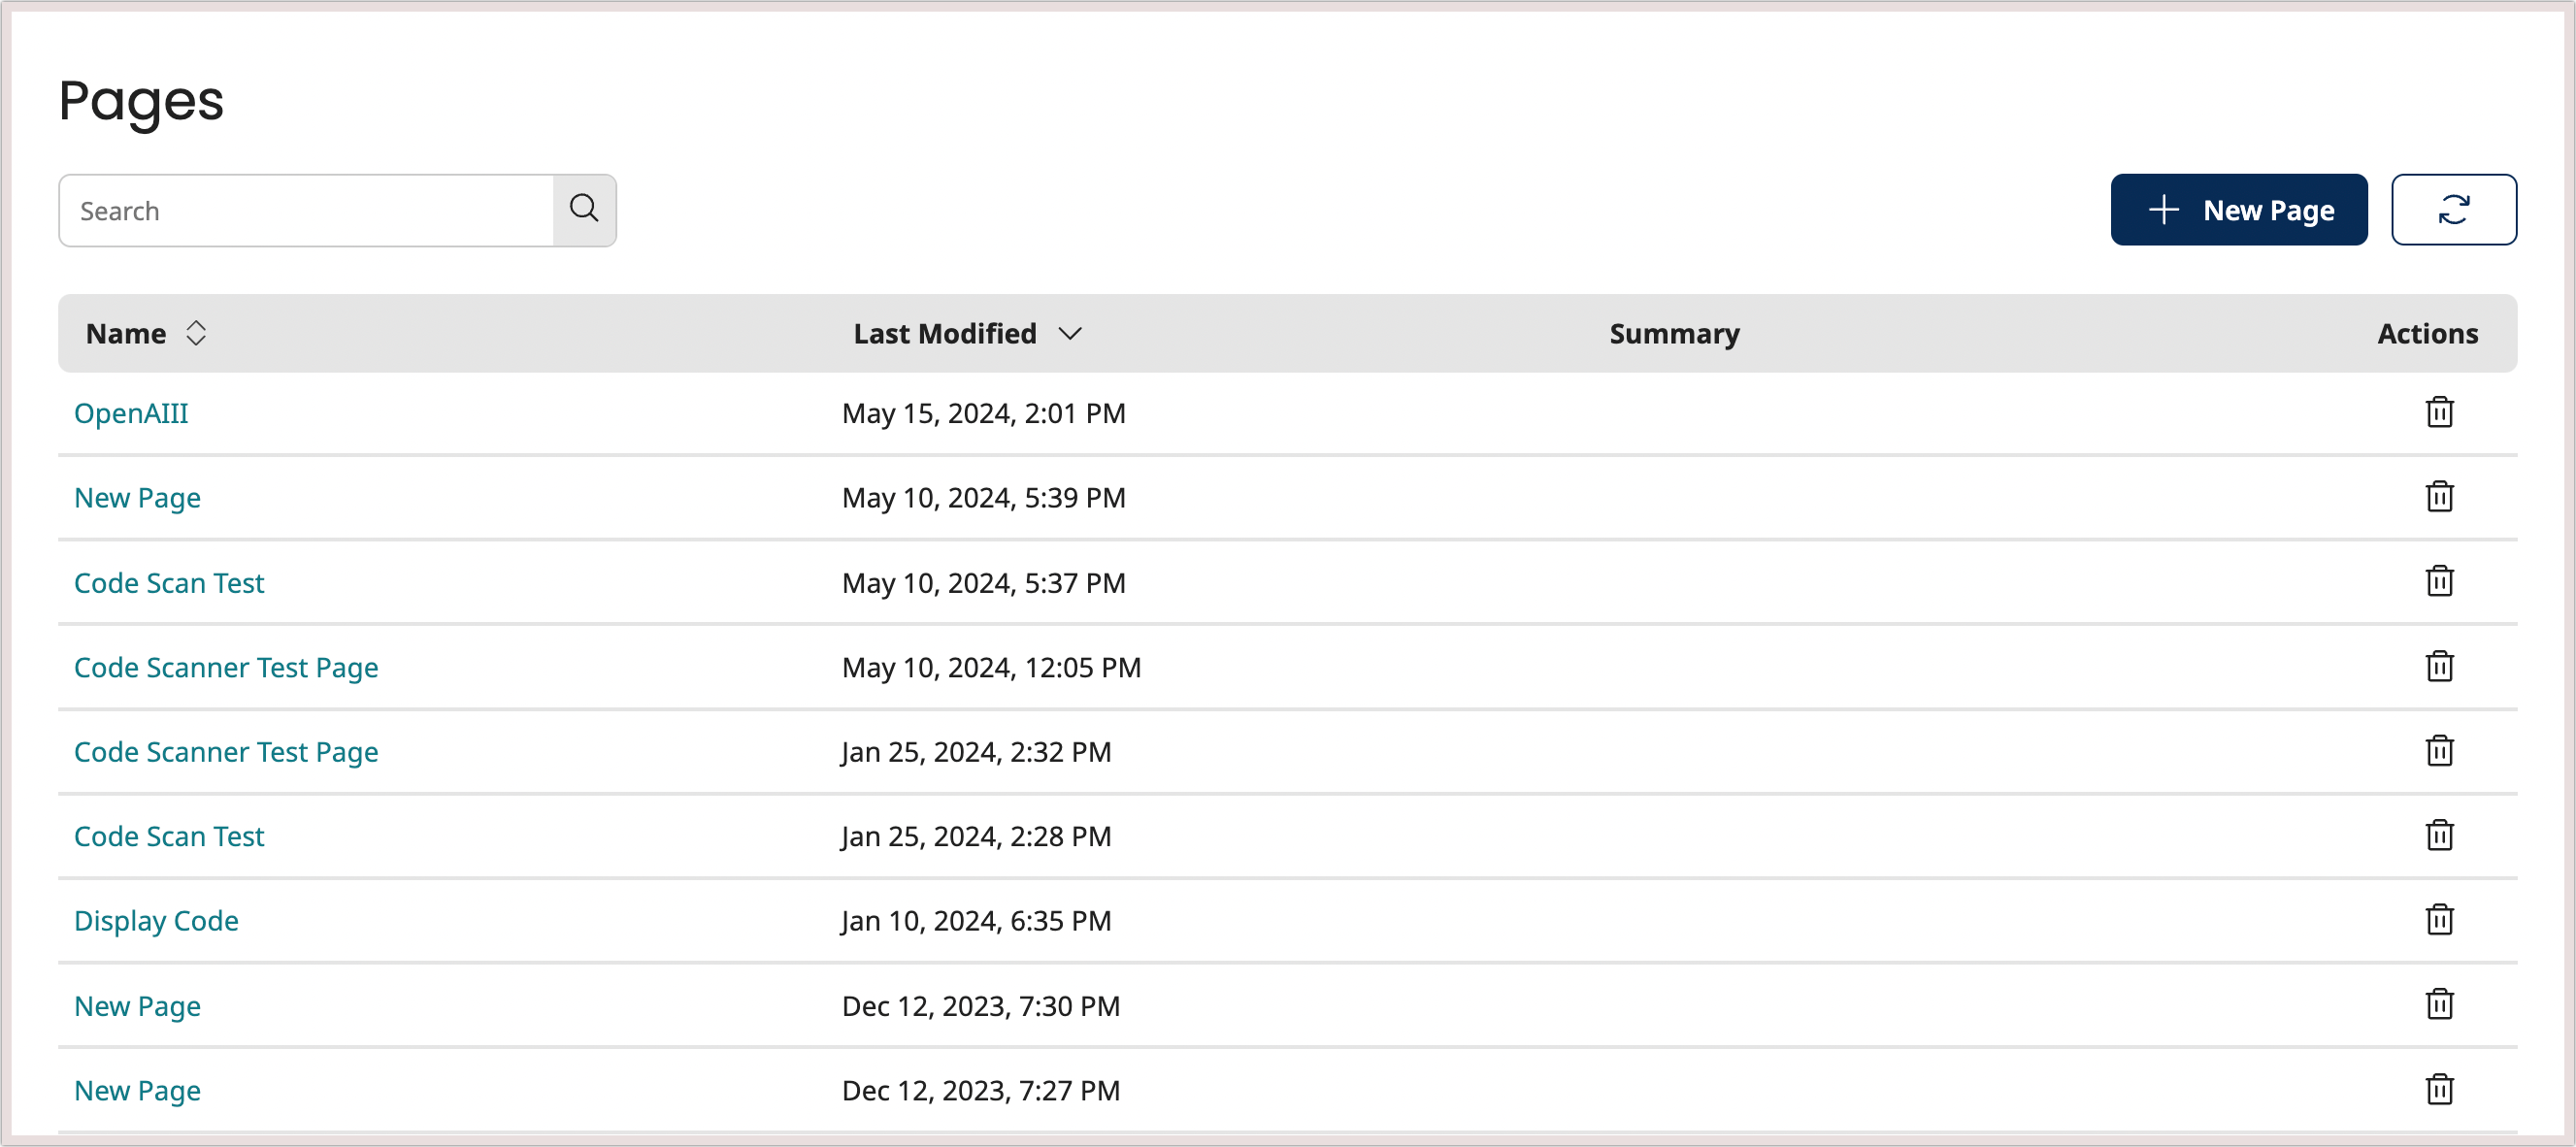 Pages
Search
New Page
Name Last Modified Summary Actions
OpenAIII May 15, 2024, 2:01 PM
New Page May 10, 2024, 5:39 PM
Code Scan Test May 10, 2024, 5:37 PM
Code Scanner Test Page May 10, 2024, 12:05 PM
Code Scanner Test Page Jan 25, 2024, 2:32 PM
Code Scan Test Jan 25, 2024, 2:28 PM
Display Code Jan 10, 2024, 6:35 PM
New Page Dec 12, 2023, 7:30 PM
New Page Dec 12, 2023, 7:27 PM